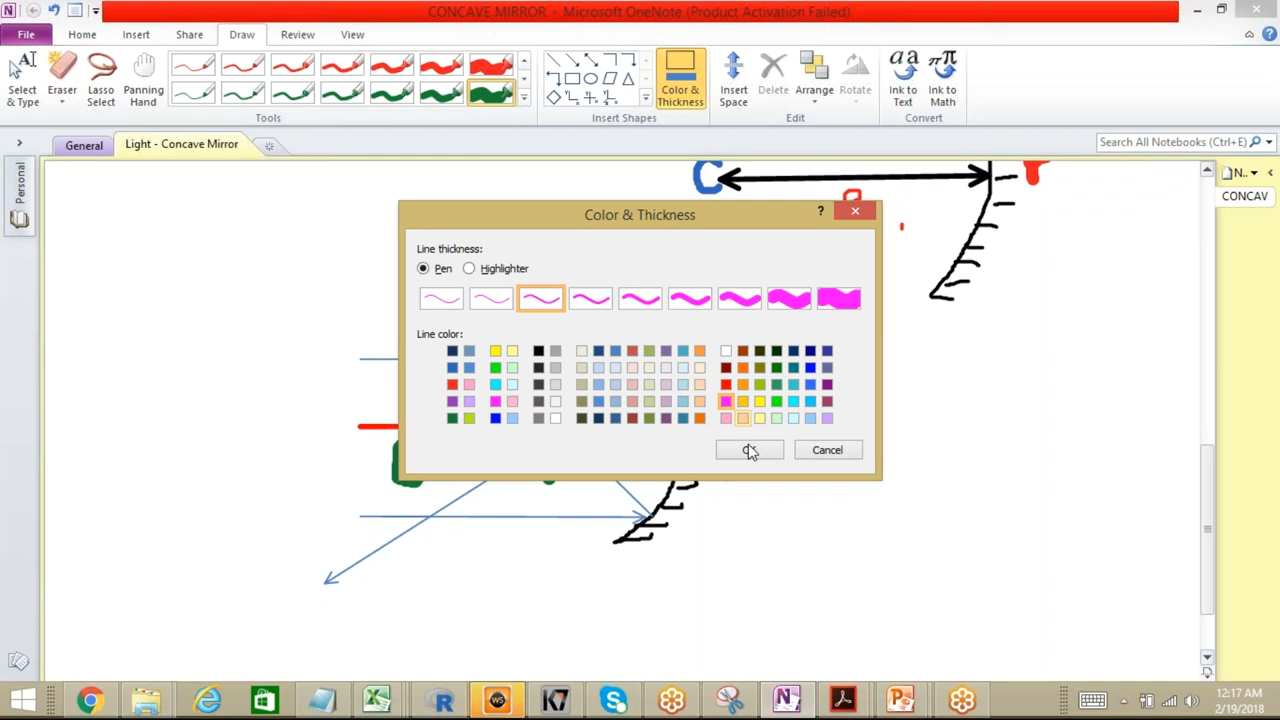 CONCAVE MIRROR - Microsoft OneNote (Product Activation Failed)
File Home Insert Share Draw Review View
Select & Type
Eraser
Lasso Select
Panning Hand
Color & Thickness
Insert Space
Delete
Arrange
Rotate
Ink to Text
Ink to Math
Tools
Insert Shapes
Edit
Convert
General
Light - Concave Mirror
Search All Notebooks (Ctrl+E)
Personal
N..
CONCAV
C
Color & Thickness
Line thickness:
Pen
Highlighter
Line color:
Cancel
12:17 AM
2/19/2018